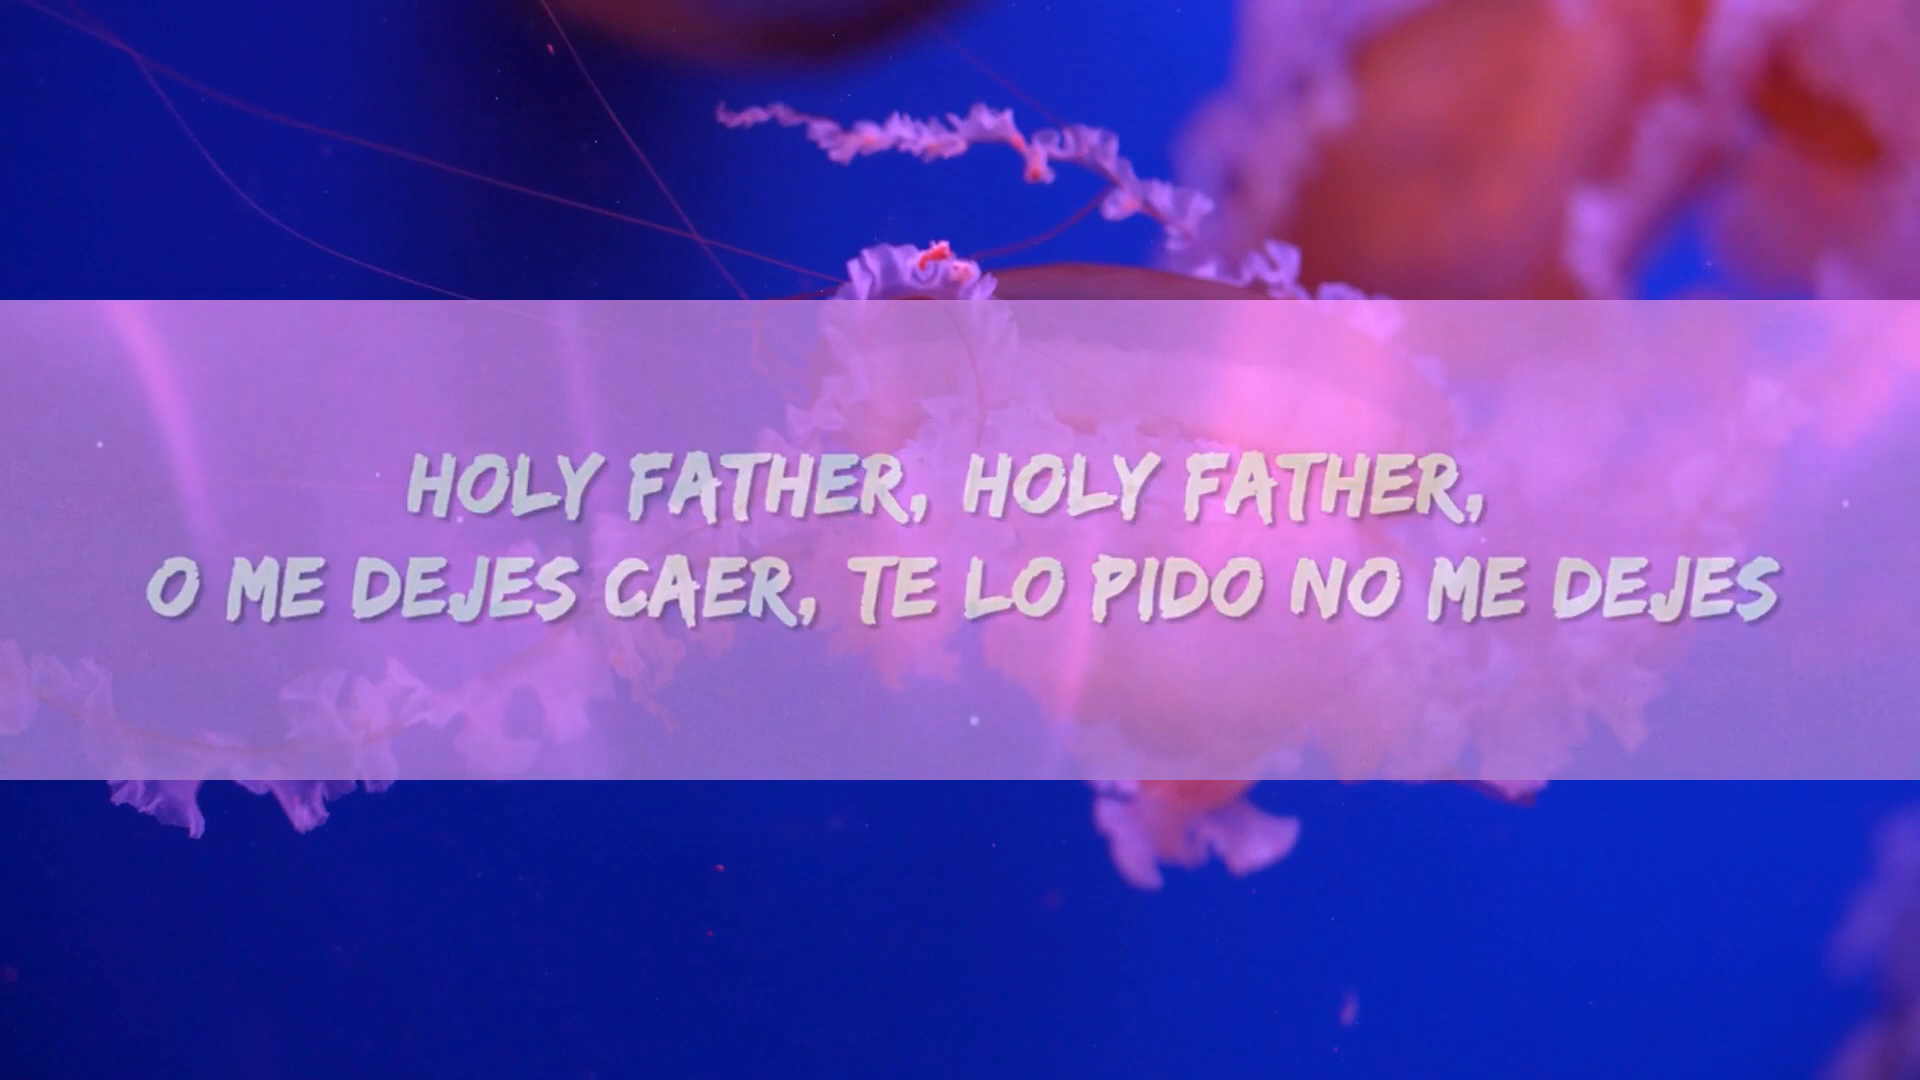 HOLY FATHER, HOLY FATHER,
O ME DEJES CAER, TE LO PIDO NO ME DEJES